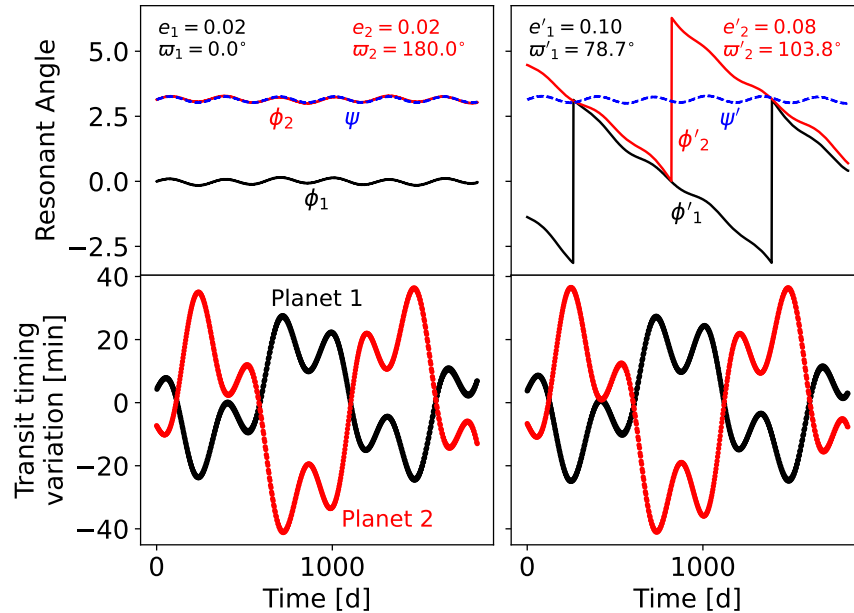 e₁ = 0.02
ϖ₁ = 0.0°
e₂ = 0.02
ϖ₂ = 180.0°
e′₁ = 0.10
ϖ′₁ = 78.7°
e′₂ = 0.08
ϖ′₂ = 103.8°
Resonant Angle
5.0
2.5
0.0
−2.5
ϕ₂
ψ
ϕ₁
ψ′
ϕ′₂
ϕ′₁
Transit timing
variation [min]
40
20
0
−20
−40
Planet 1
Planet 2
0
1000
0
1000
Time [d]
Time [d]